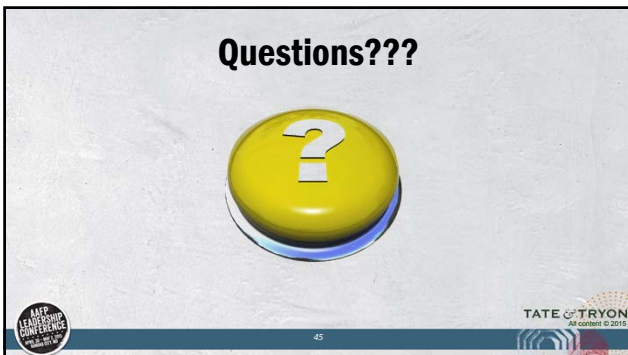 Questions???
?
AAFP
LEADERSHIP
CONFERENCE
45
TATE & TRYON
All content © 2015